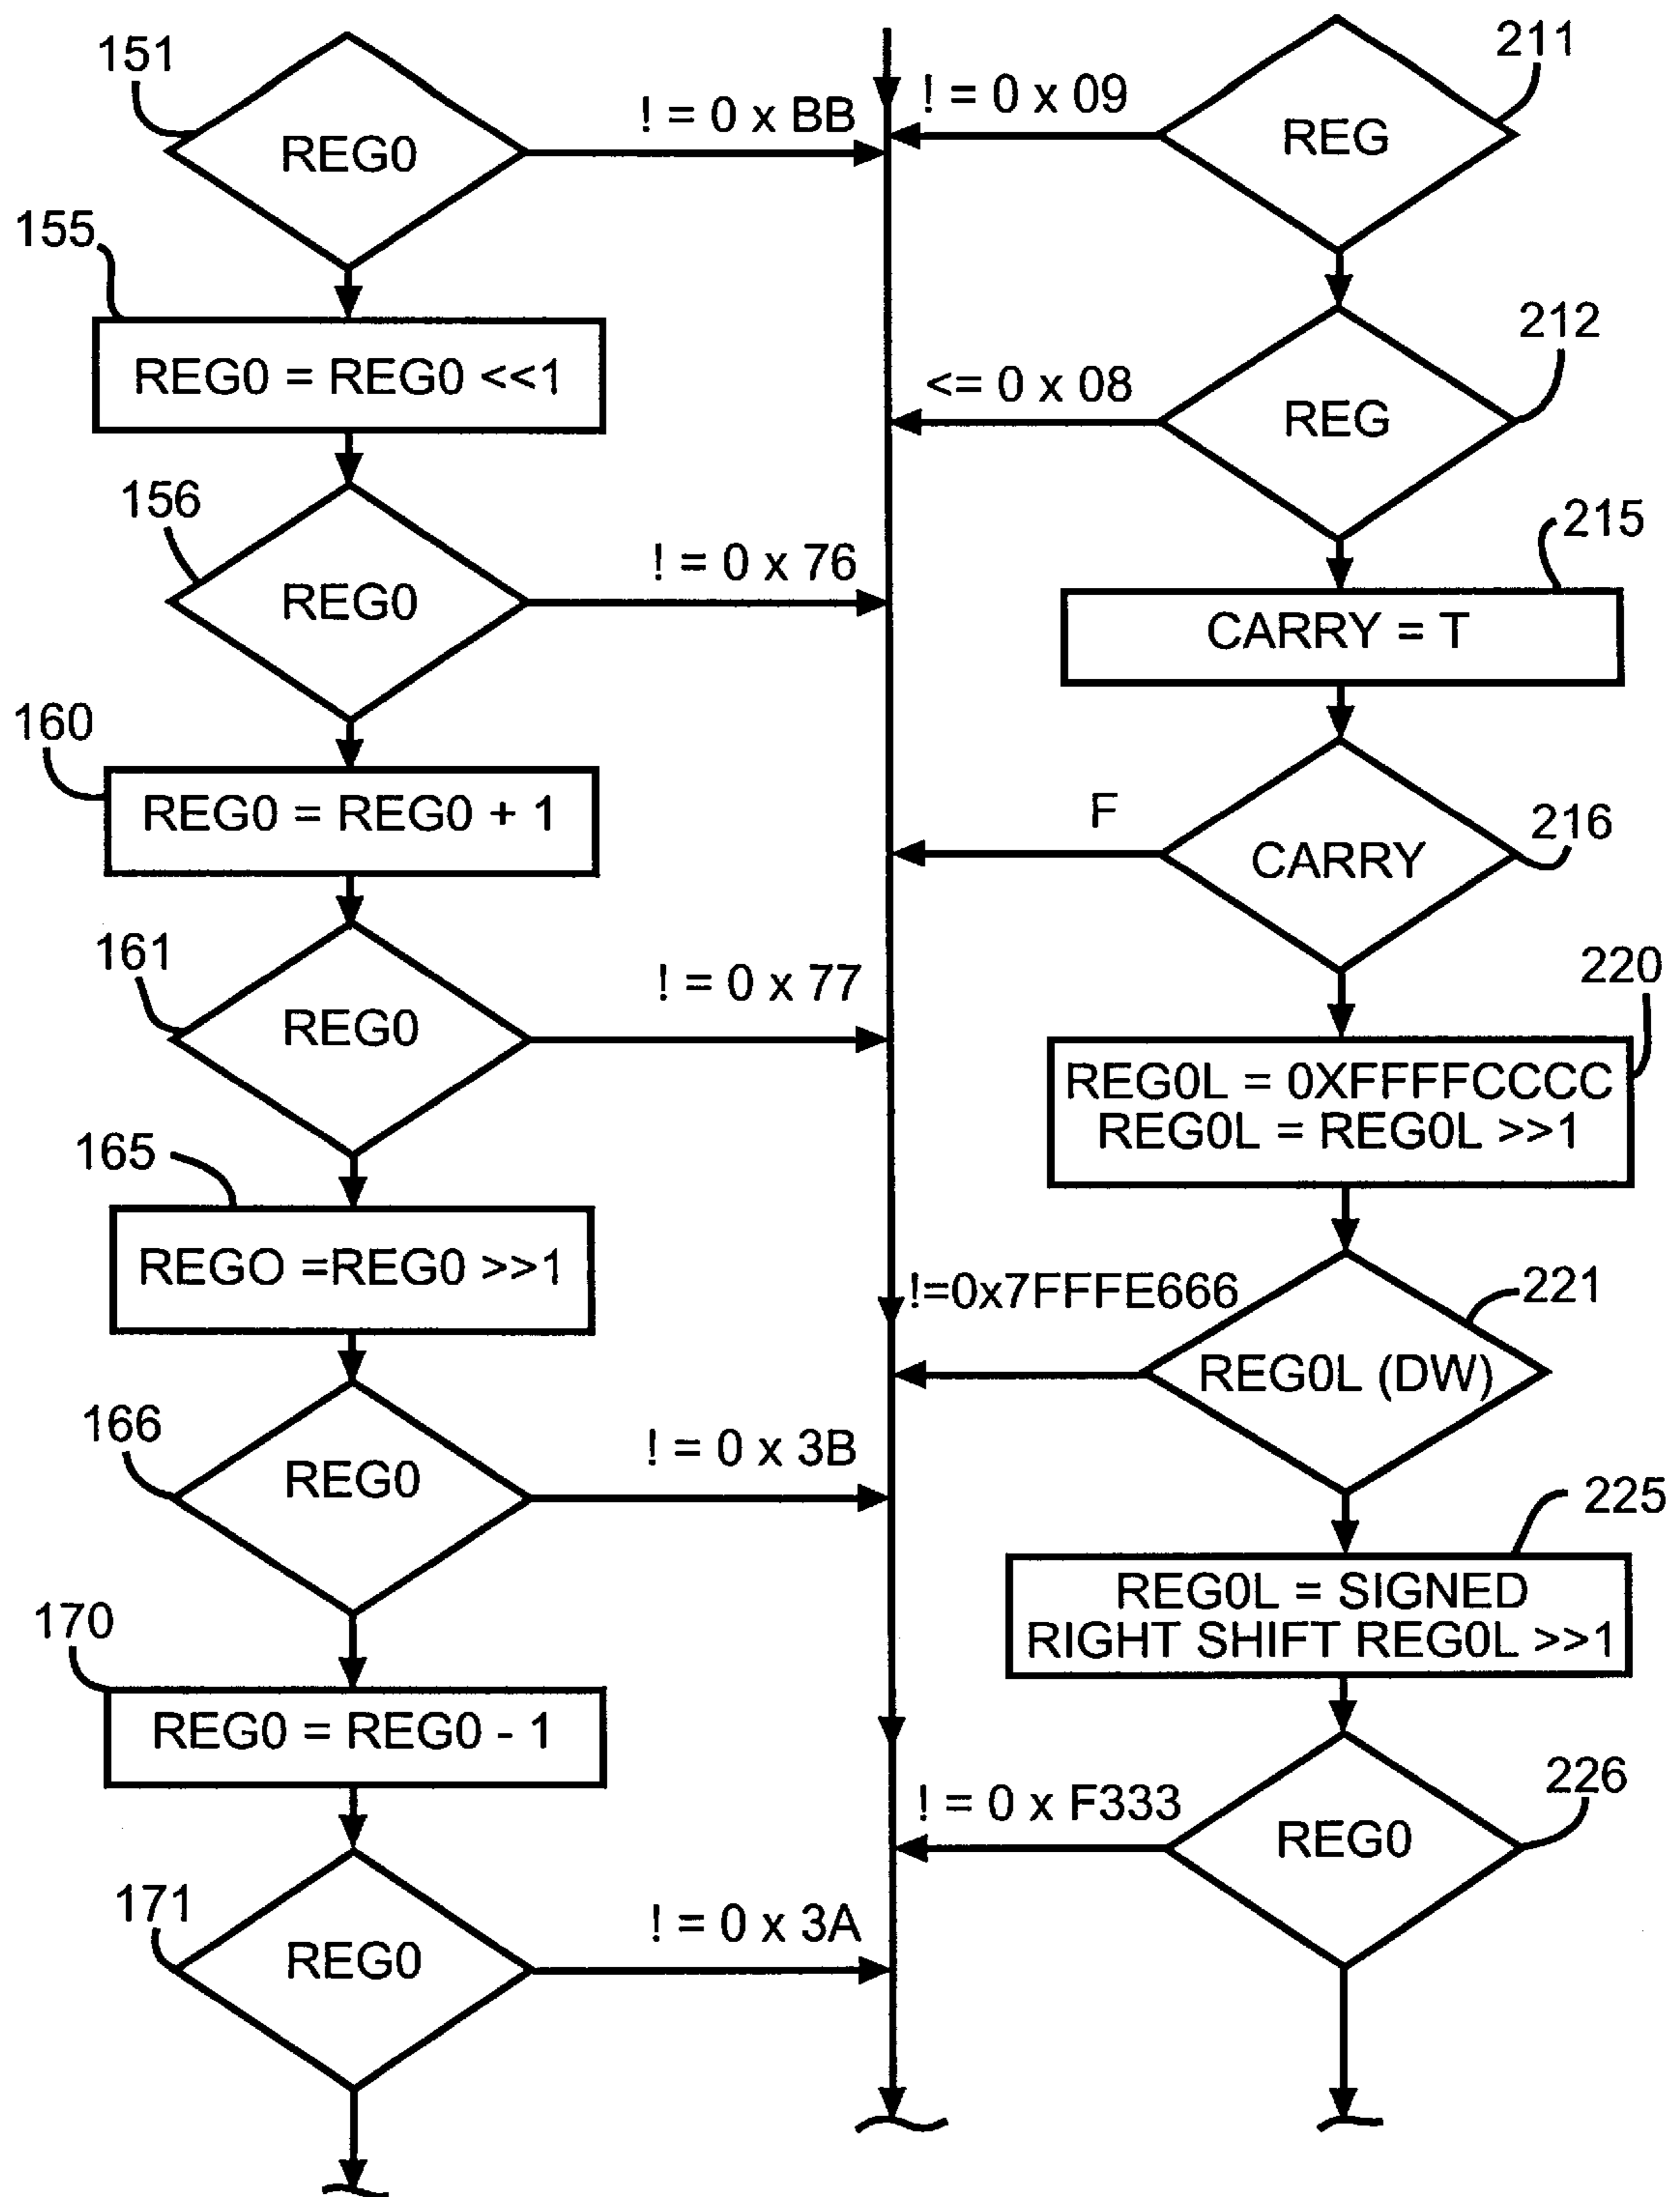 151
REG0
! = 0 x BB
155
REG0 = REG0 <<1
156
REG0
! = 0 x 76
160
REG0 = REG0 + 1
161
REG0
! = 0 x 77
165
REGO =REG0 >>1
166
REG0
! = 0 x 3B
170
REG0 = REG0 - 1
171
REG0
! = 0 x 3A
211
! = 0 x 09
REG
212
<= 0 x 08
REG
215
CARRY = T
F
216
CARRY
220
REG0L = 0XFFFFCCCC
REG0L = REG0L >>1
!=0x7FFFE666
221
REG0L (DW)
225
REG0L = SIGNED
RIGHT SHIFT REG0L >>1
226
! = 0 x F333
REG0